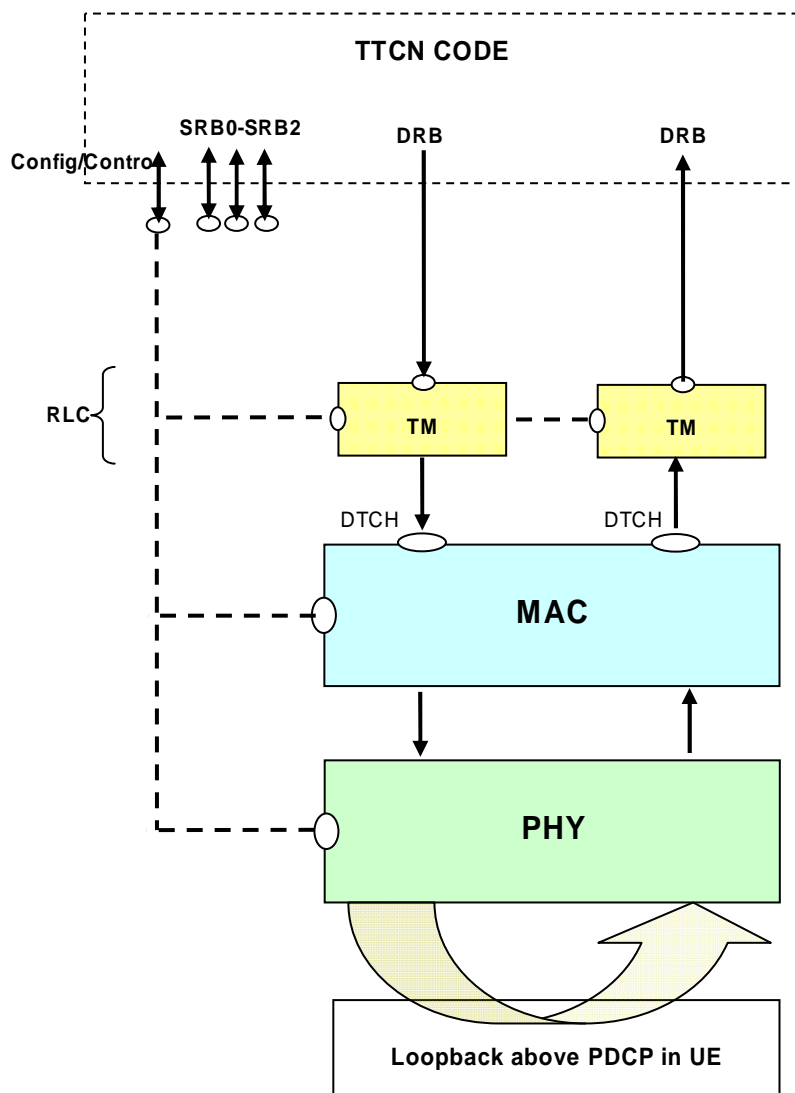 TTCN CODE
SRB0-SRB2
DRB
DRB
Config/Contro
RLC
TM
TM
DTCH
DTCH
MAC
PHY
Loopback above PDCP in UE